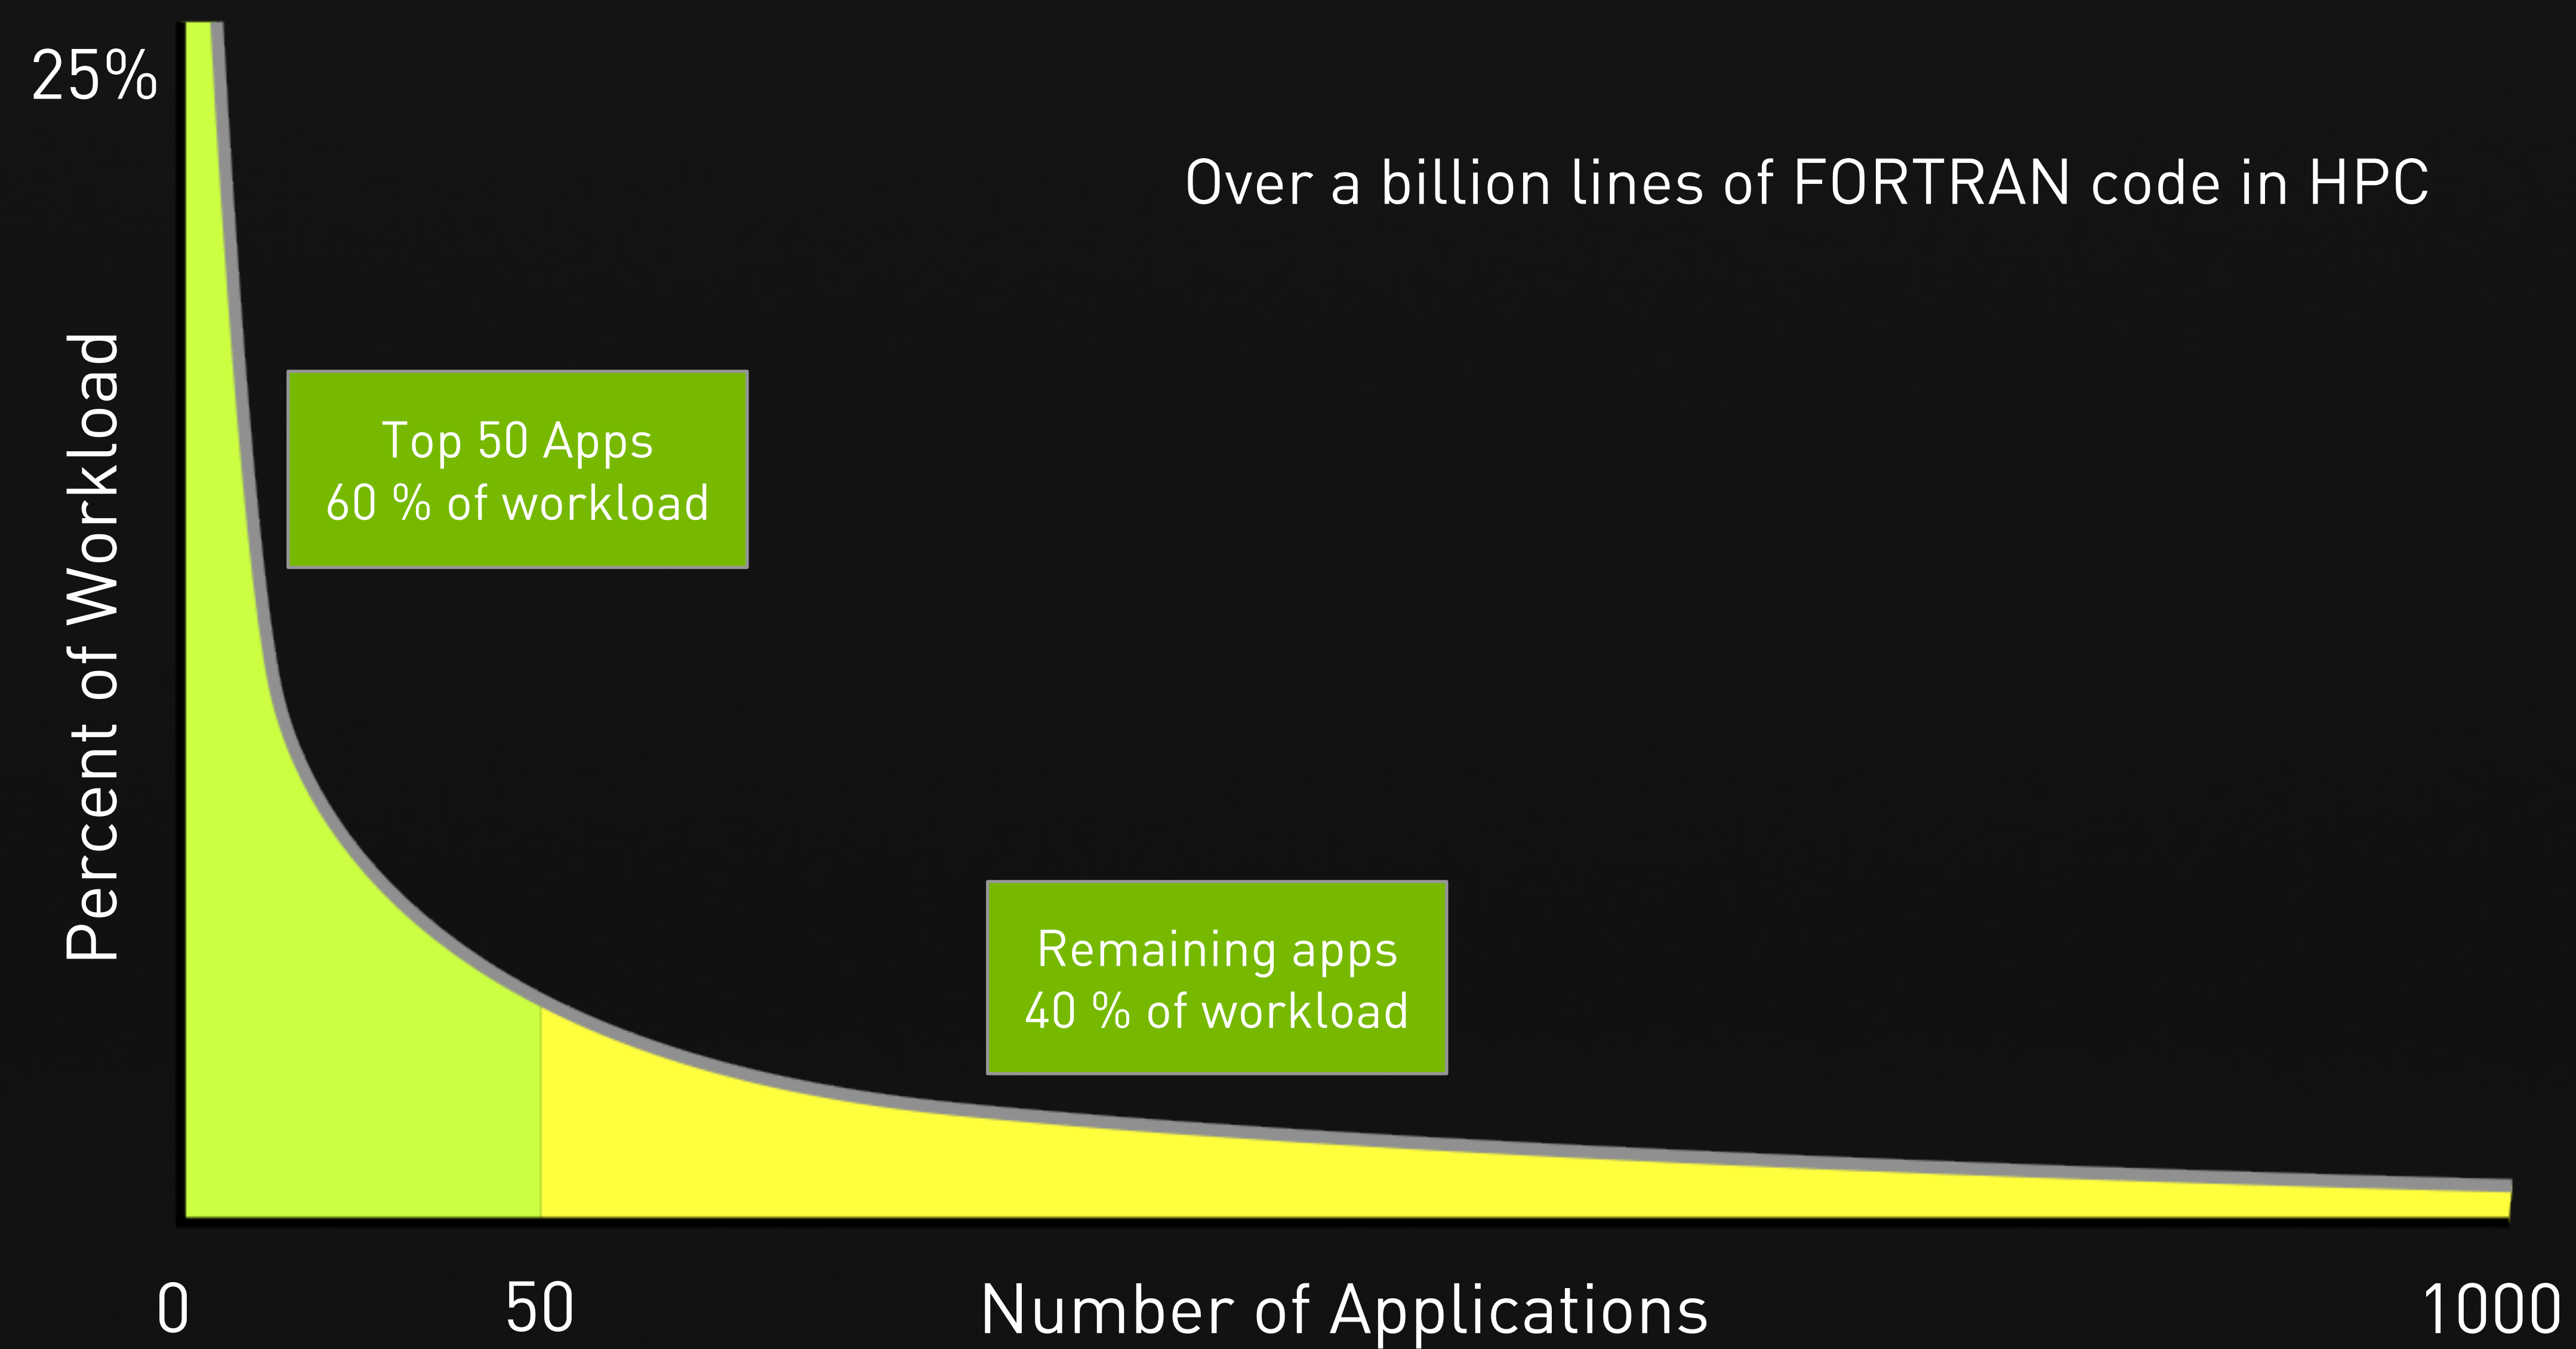 25%
Over a billion lines of FORTRAN code in HPC
Percent of Workload
Top 50 Apps
60 % of workload
Remaining apps
40 % of workload
0
50
Number of Applications
1000